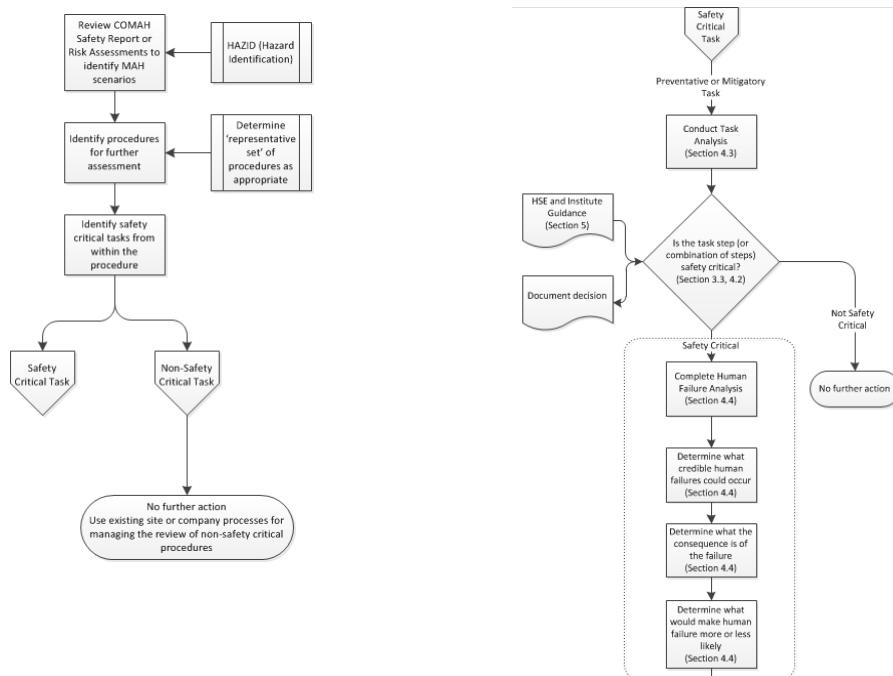 Review COMAH
Safety Report or
Risk Assessments to
identify MAH
scenarios
HAZID (Hazard
Identification)
Identify procedures
for further
assessment
Determine
'representative
set' of
procedures as
appropriate
Identify safety
critical tasks from
within the
procedure
Safety
Critical Task
Non-Safety
Critical Task
No further action
Use existing site or company processes for
managing the review of non-safety critical
procedures
Safety
Critical
Task
Preventative or Mitigatory
Task
Conduct Task
Analysis
(Section 4.3)
HSE and Institute
Guidance
(Section 5)
Is the task step (or
combination of steps)
safety critical?
(Section 3.3, 4.2)
Document decision
Not Safety
Critical
No further action
Safety Critical
Complete Human
Failure Analysis
(Section 4.4)
Determine what
credible human
failures could occur
(Section 4.4)
Determine what the
consequence is of
the failure
(Section 4.4)
Determine what
would make human
failure more or less
likely
(Section 4.4)